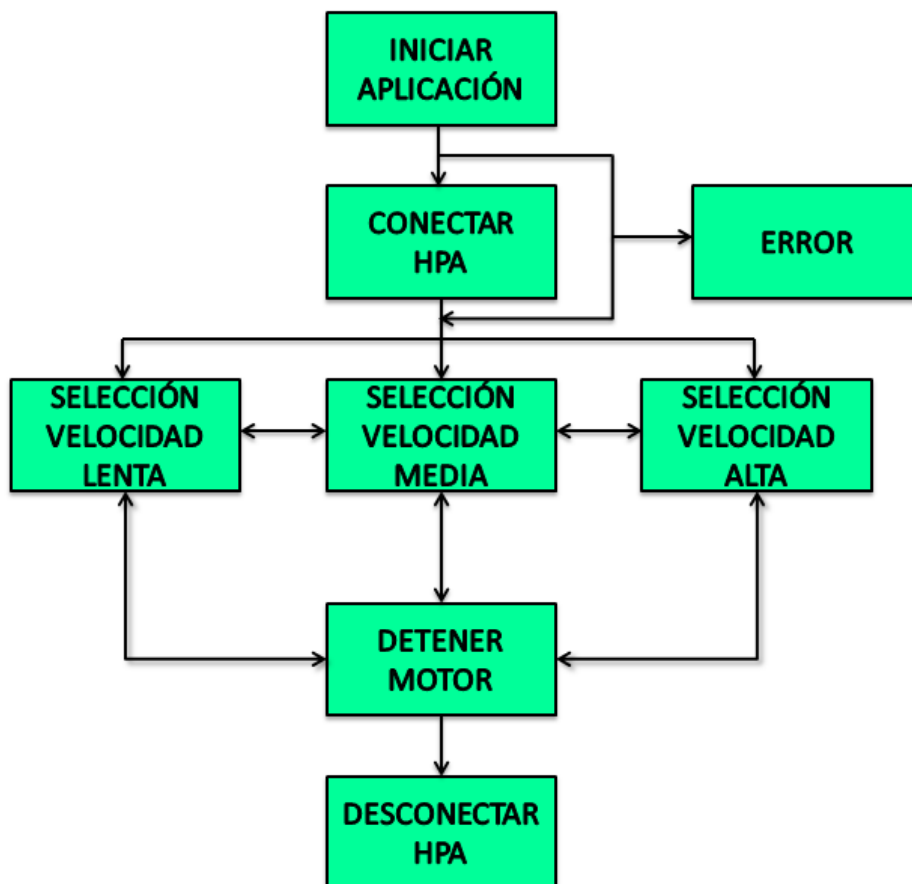 INICIAR
APLICACIÓN
CONECTAR
HPA
ERROR
SELECCIÓN
VELOCIDAD
LENTA
SELECCIÓN
VELOCIDAD
MEDIA
SELECCIÓN
VELOCIDAD
ALTA
DETENER
MOTOR
DESCONECTAR
HPA